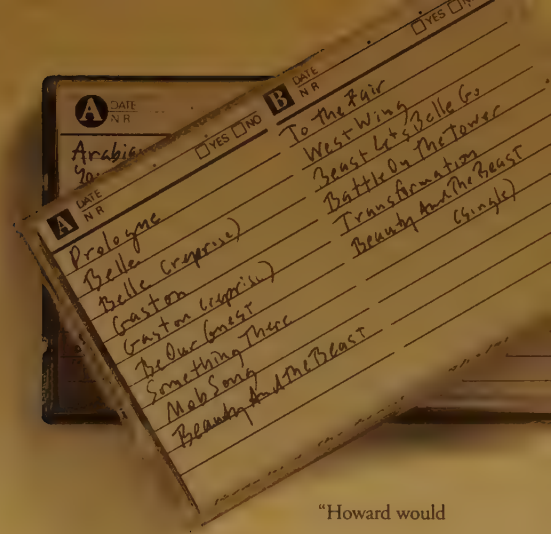 A DATE
N R
Arabia
A DATE
N R
☐ YES ☐ NO
Prologue
Belle
Belle (reprise)
Gaston
Gaston (reprise)
Be Our Guest
Something There
Mob Song
Beauty And The Beast
B DATE
N R
☐ YES ☐ NO
To the Fair
West Wing
Beast Lets Belle Go
Battle On The Tower
Transformation
Beauty And The Beast
(Single)
"Howard would